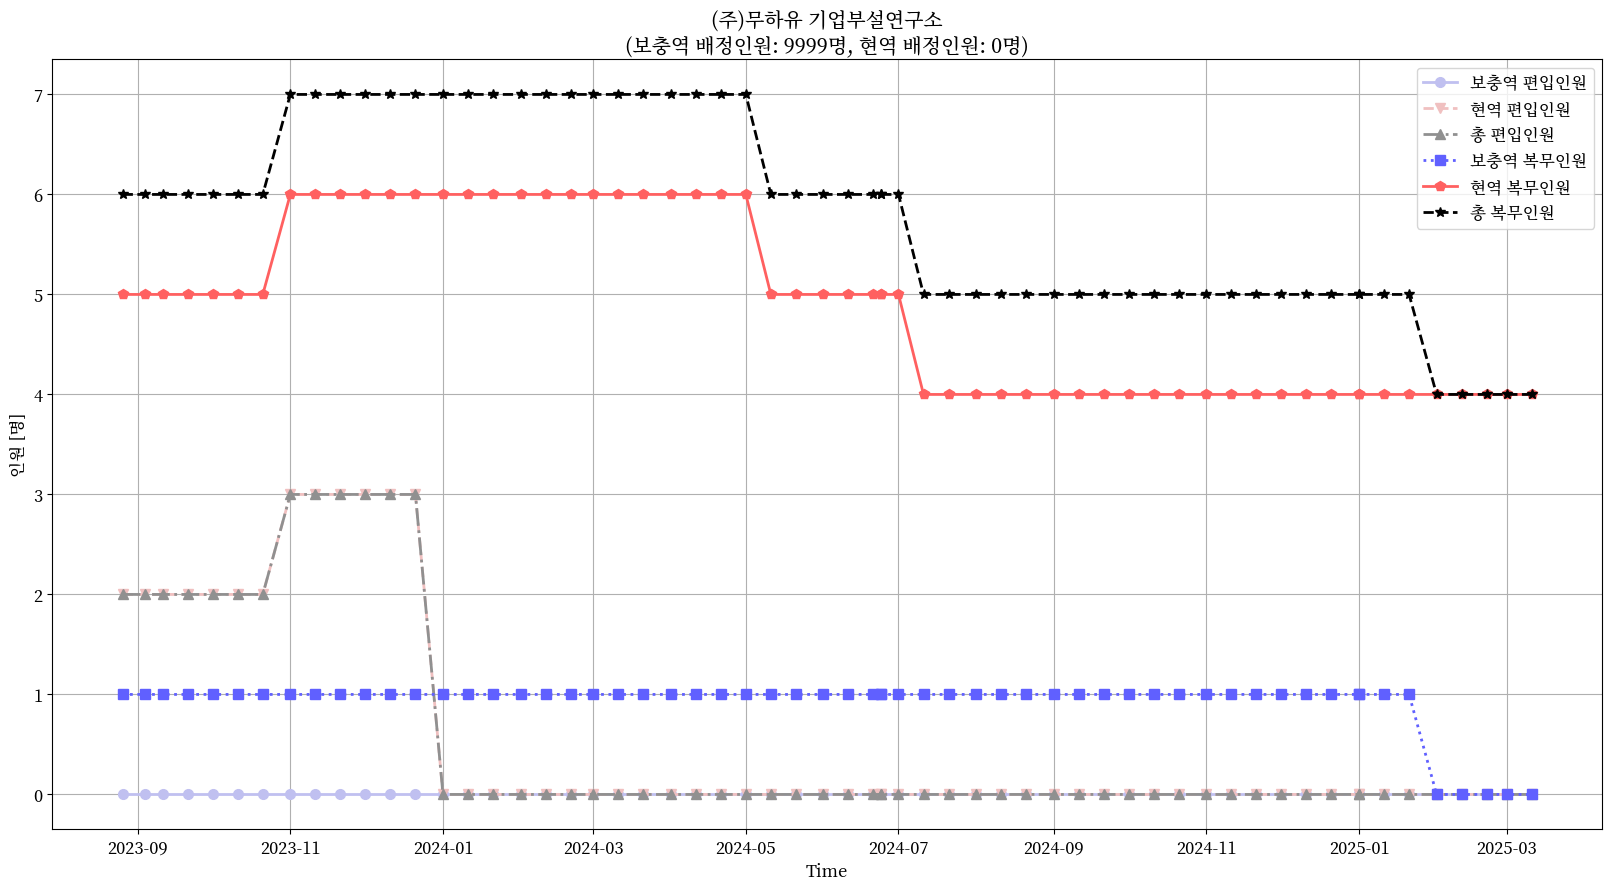 (주)무하유 기업부설연구소
(보충역 배정인원: 9999명, 현역 배정인원: 0명)
보충역 편입인원
현역 편입인원
총 편입인원
보충역 복무인원
현역 복무인원
총 복무인원
인원 [명]
7
6
5
4
3
2
1
0
2023-09
2023-11
2024-01
2024-03
2024-05
2024-07
2024-09
2024-11
2025-01
2025-03
Time